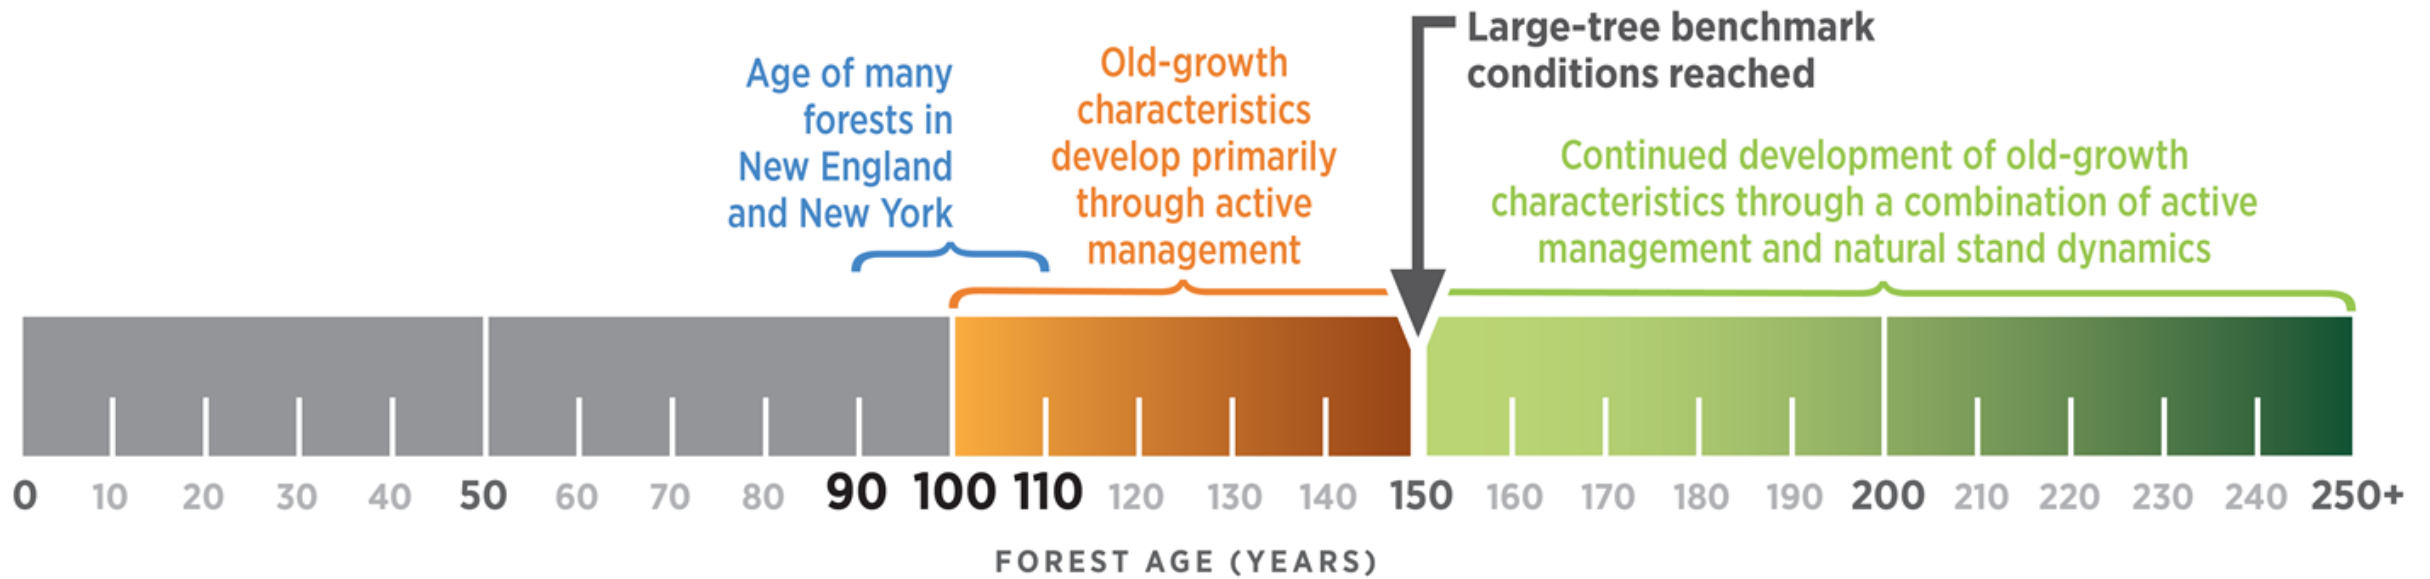 Large-tree benchmark
conditions reached
Age of many
forests in
New England
and New York
Old-growth
characteristics
develop primarily
through active
management
Continued development of old-growth
characteristics through a combination of active
management and natural stand dynamics
0 10 20 30 40 50 60 70 80 90 100 110 120 130 140 150 160 170 180 190 200 210 220 230 240 250+
FOREST AGE (YEARS)